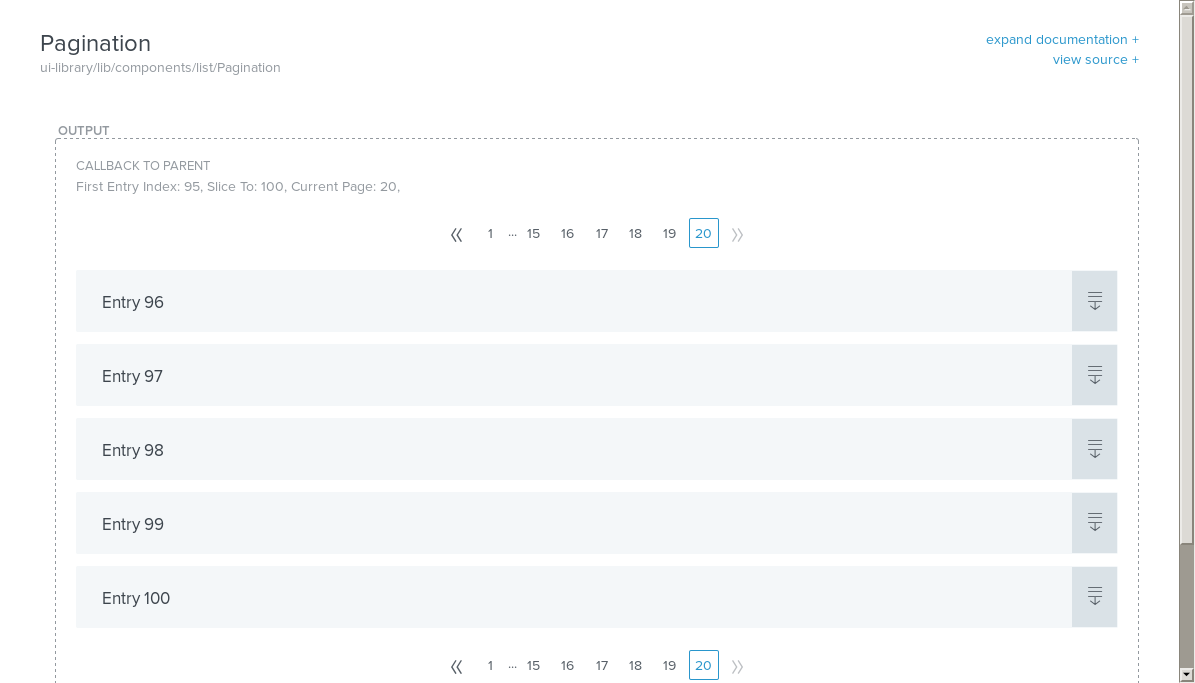 Pagination
expand documentation +
ui-library/lib/components/list/Pagination
view source +
OUTPUT
CALLBACK TO PARENT
First Entry Index: 95, Slice To: 100, Current Page: 20,
« 1 ... 15 16 17 18 19 20 »
Entry 96
Entry 97
Entry 98
Entry 99
Entry 100
« 1 ... 15 16 17 18 19 20 »